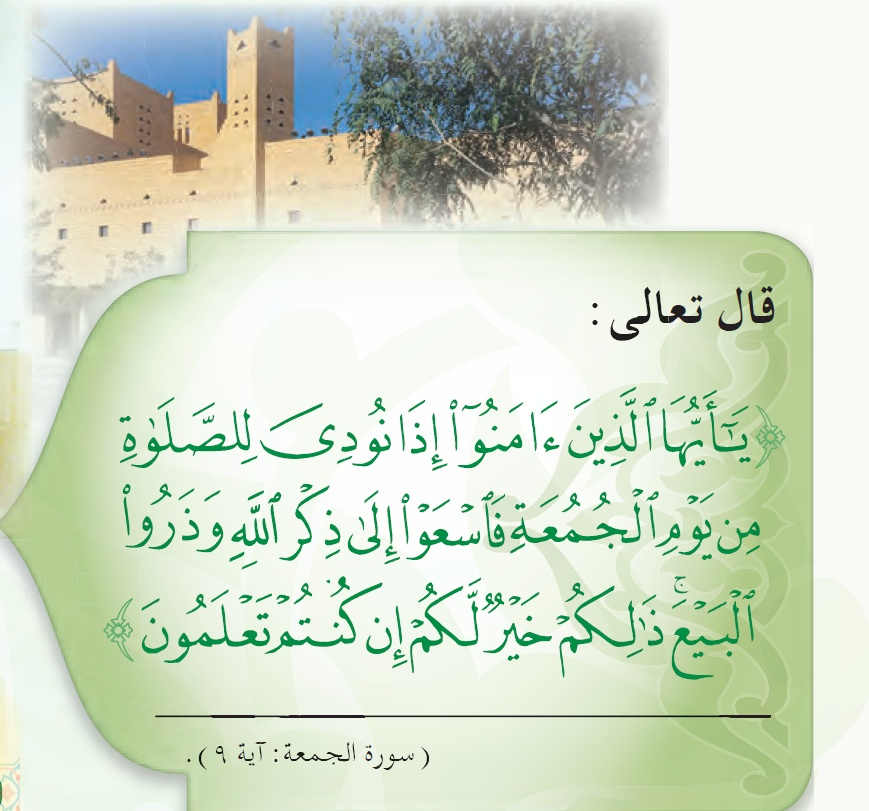 قال تعالى :
﴿يَـٰٓأَيُّهَا ٱلَّذِينَ ءَامَنُوٓا۟ إِذَا نُودِىَ لِلصَّلَوٰةِ
مِن يَوْمِ ٱلْجُمُعَةِ فَٱسْعَوْا۟ إِلَىٰ ذِكْرِ ٱللَّهِ وَذَرُوا۟
ٱلْبَيْعَ ۚ ذَٰلِكُمْ خَيْرٌ لَّكُمْ إِن كُنتُمْ تَعْلَمُونَ﴾
( سورة الجمعة: آية ٩ ) .